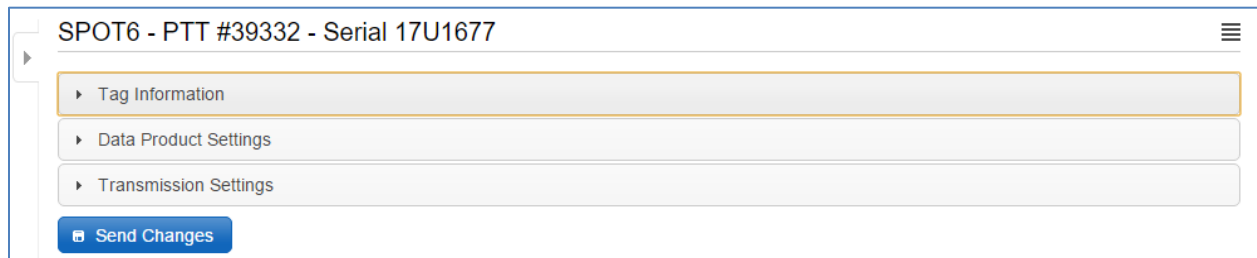 SPOT6 - PTT #39332 - Serial 17U1677
Tag Information
Data Product Settings
Transmission Settings
Send Changes